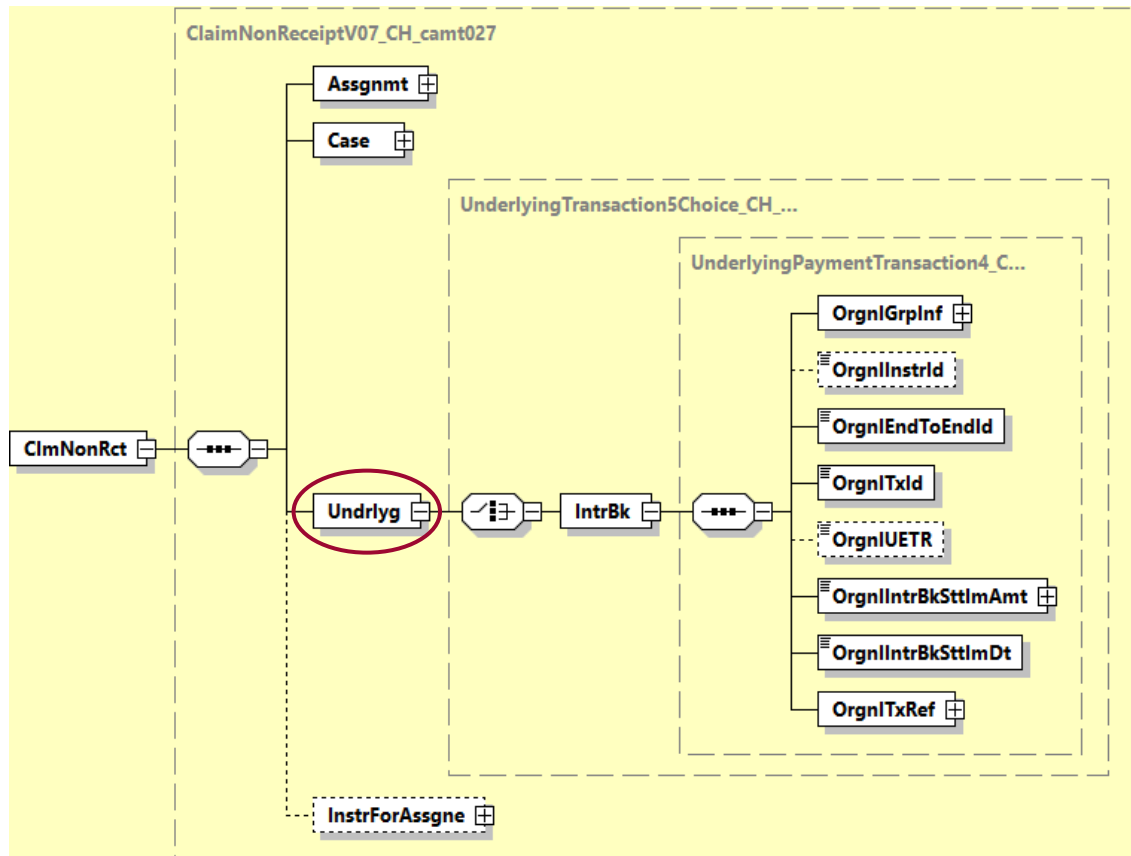 ClaimNonReceiptV07_CH_camt027
Assgnmt
Case
UnderlyingTransaction5Choice_CH_...
UnderlyingPaymentTransaction4_C...
OrgnlGrpInf
OrgnlInstrId
OrgnlEndToEndId
ClmNonRct
OrgnlTxId
Undrlyg
IntrBk
OrgnlUETR
OrgnlIntrBkSttlmAmt
OrgnlIntrBkSttlmDt
OrgnlTxRef
InstrForAssgne